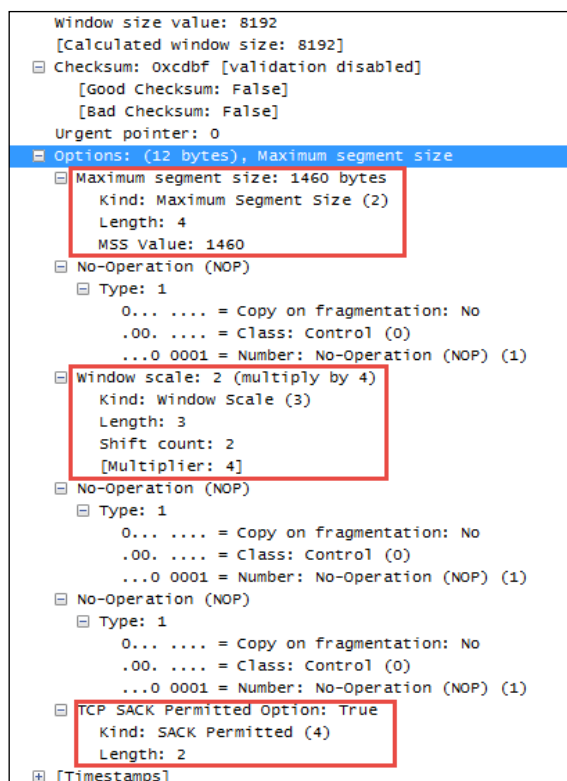 Window size value: 8192
[Calculated window size: 8192]
Checksum: 0xcdbf [validation disabled]
[Good Checksum: False]
[Bad Checksum: False]
Urgent pointer: 0
Options: (12 bytes), Maximum segment size
Maximum segment size: 1460 bytes
Kind: Maximum Segment Size (2)
Length: 4
MSS Value: 1460
No-Operation (NOP)
Type: 1
0... .... = Copy on fragmentation: No
.00. .... = Class: Control (0)
...0 0001 = Number: No-Operation (NOP) (1)
Window scale: 2 (multiply by 4)
Kind: Window Scale (3)
Length: 3
Shift count: 2
[Multiplier: 4]
No-Operation (NOP)
Type: 1
0... .... = Copy on fragmentation: No
.00. .... = Class: Control (0)
...0 0001 = Number: No-Operation (NOP) (1)
No-Operation (NOP)
Type: 1
0... .... = Copy on fragmentation: No
.00. .... = Class: Control (0)
...0 0001 = Number: No-Operation (NOP) (1)
TCP SACK Permitted Option: True
Kind: SACK Permitted (4)
Length: 2
[Timestamps]